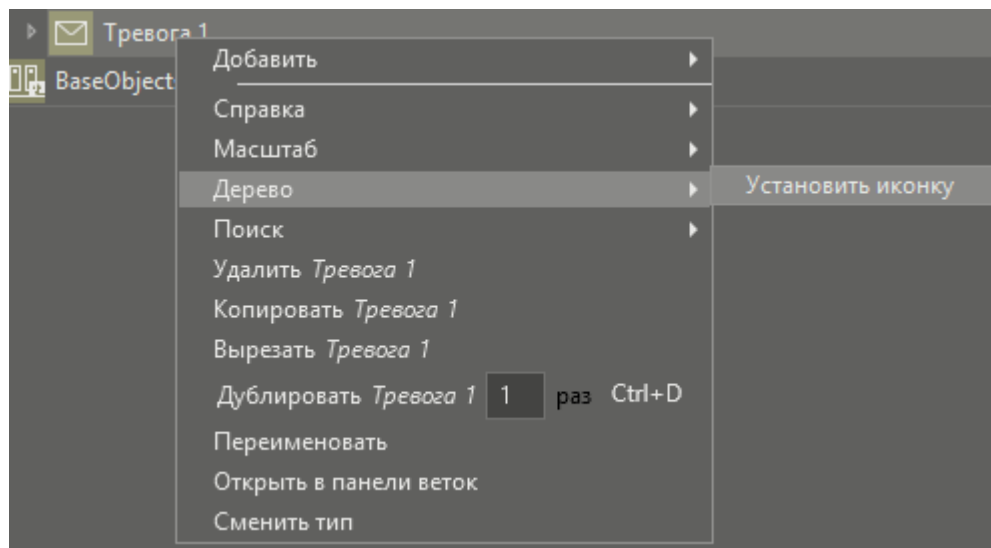 Тревога 1
BaseObject
Добавить
Справка
Масштаб
Дерево
Установить иконку
Поиск
Удалить Тревога 1
Копировать Тревога 1
Вырезать Тревога 1
Дублировать Тревога 1 1 раз Ctrl+D
Переименовать
Открыть в панели веток
Сменить тип